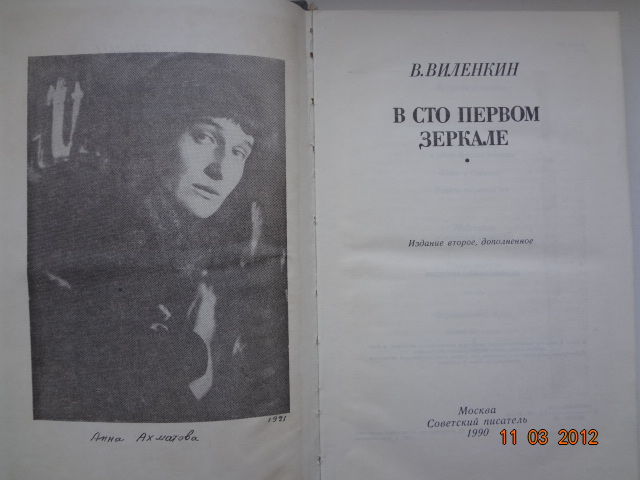 1921
Анна Ахматова
В.ВИЛЕНКИН
В СТО ПЕРВОМ
ЗЕРКАЛЕ
Издание второе, дополненное
Москва
Советский писатель
1990
11 03 2012